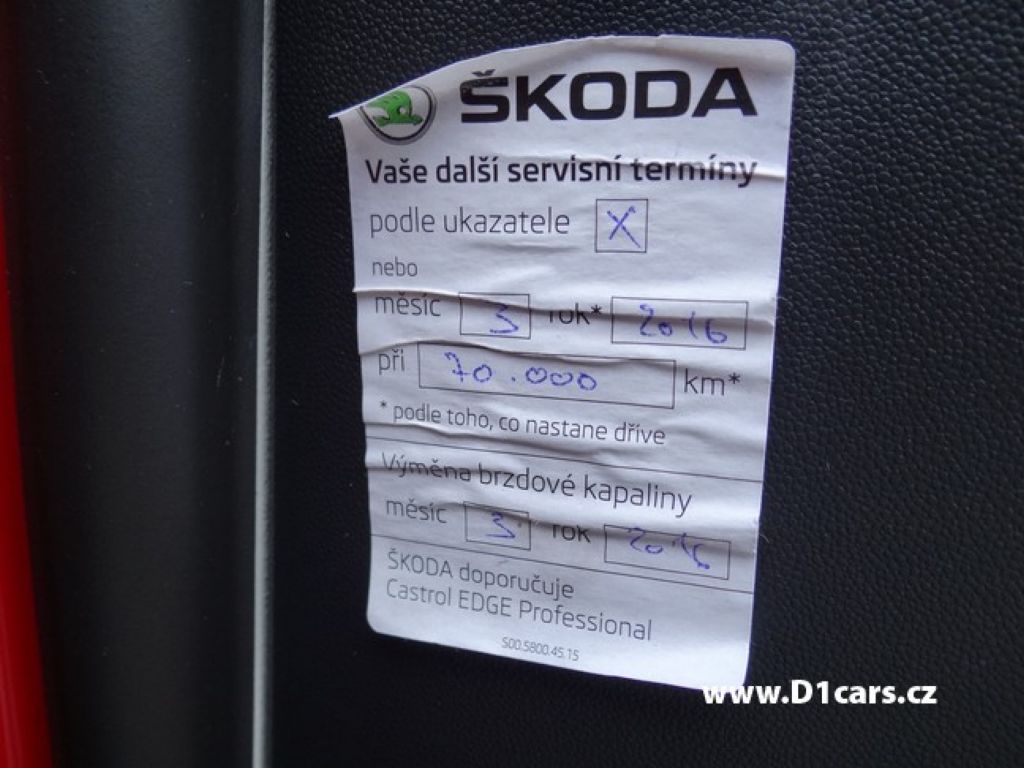 ŠKODA
Vaše další servisní termíny
podle ukazatele X
nebo
měsíc 3 rok* 2016
při 70.000 km*
* podle toho, co nastane dříve
Výměna brzdové kapaliny
měsíc 3 rok 2016
ŠKODA doporučuje
Castrol EDGE Professional
S00.5800.45.15
www.D1cars.cz